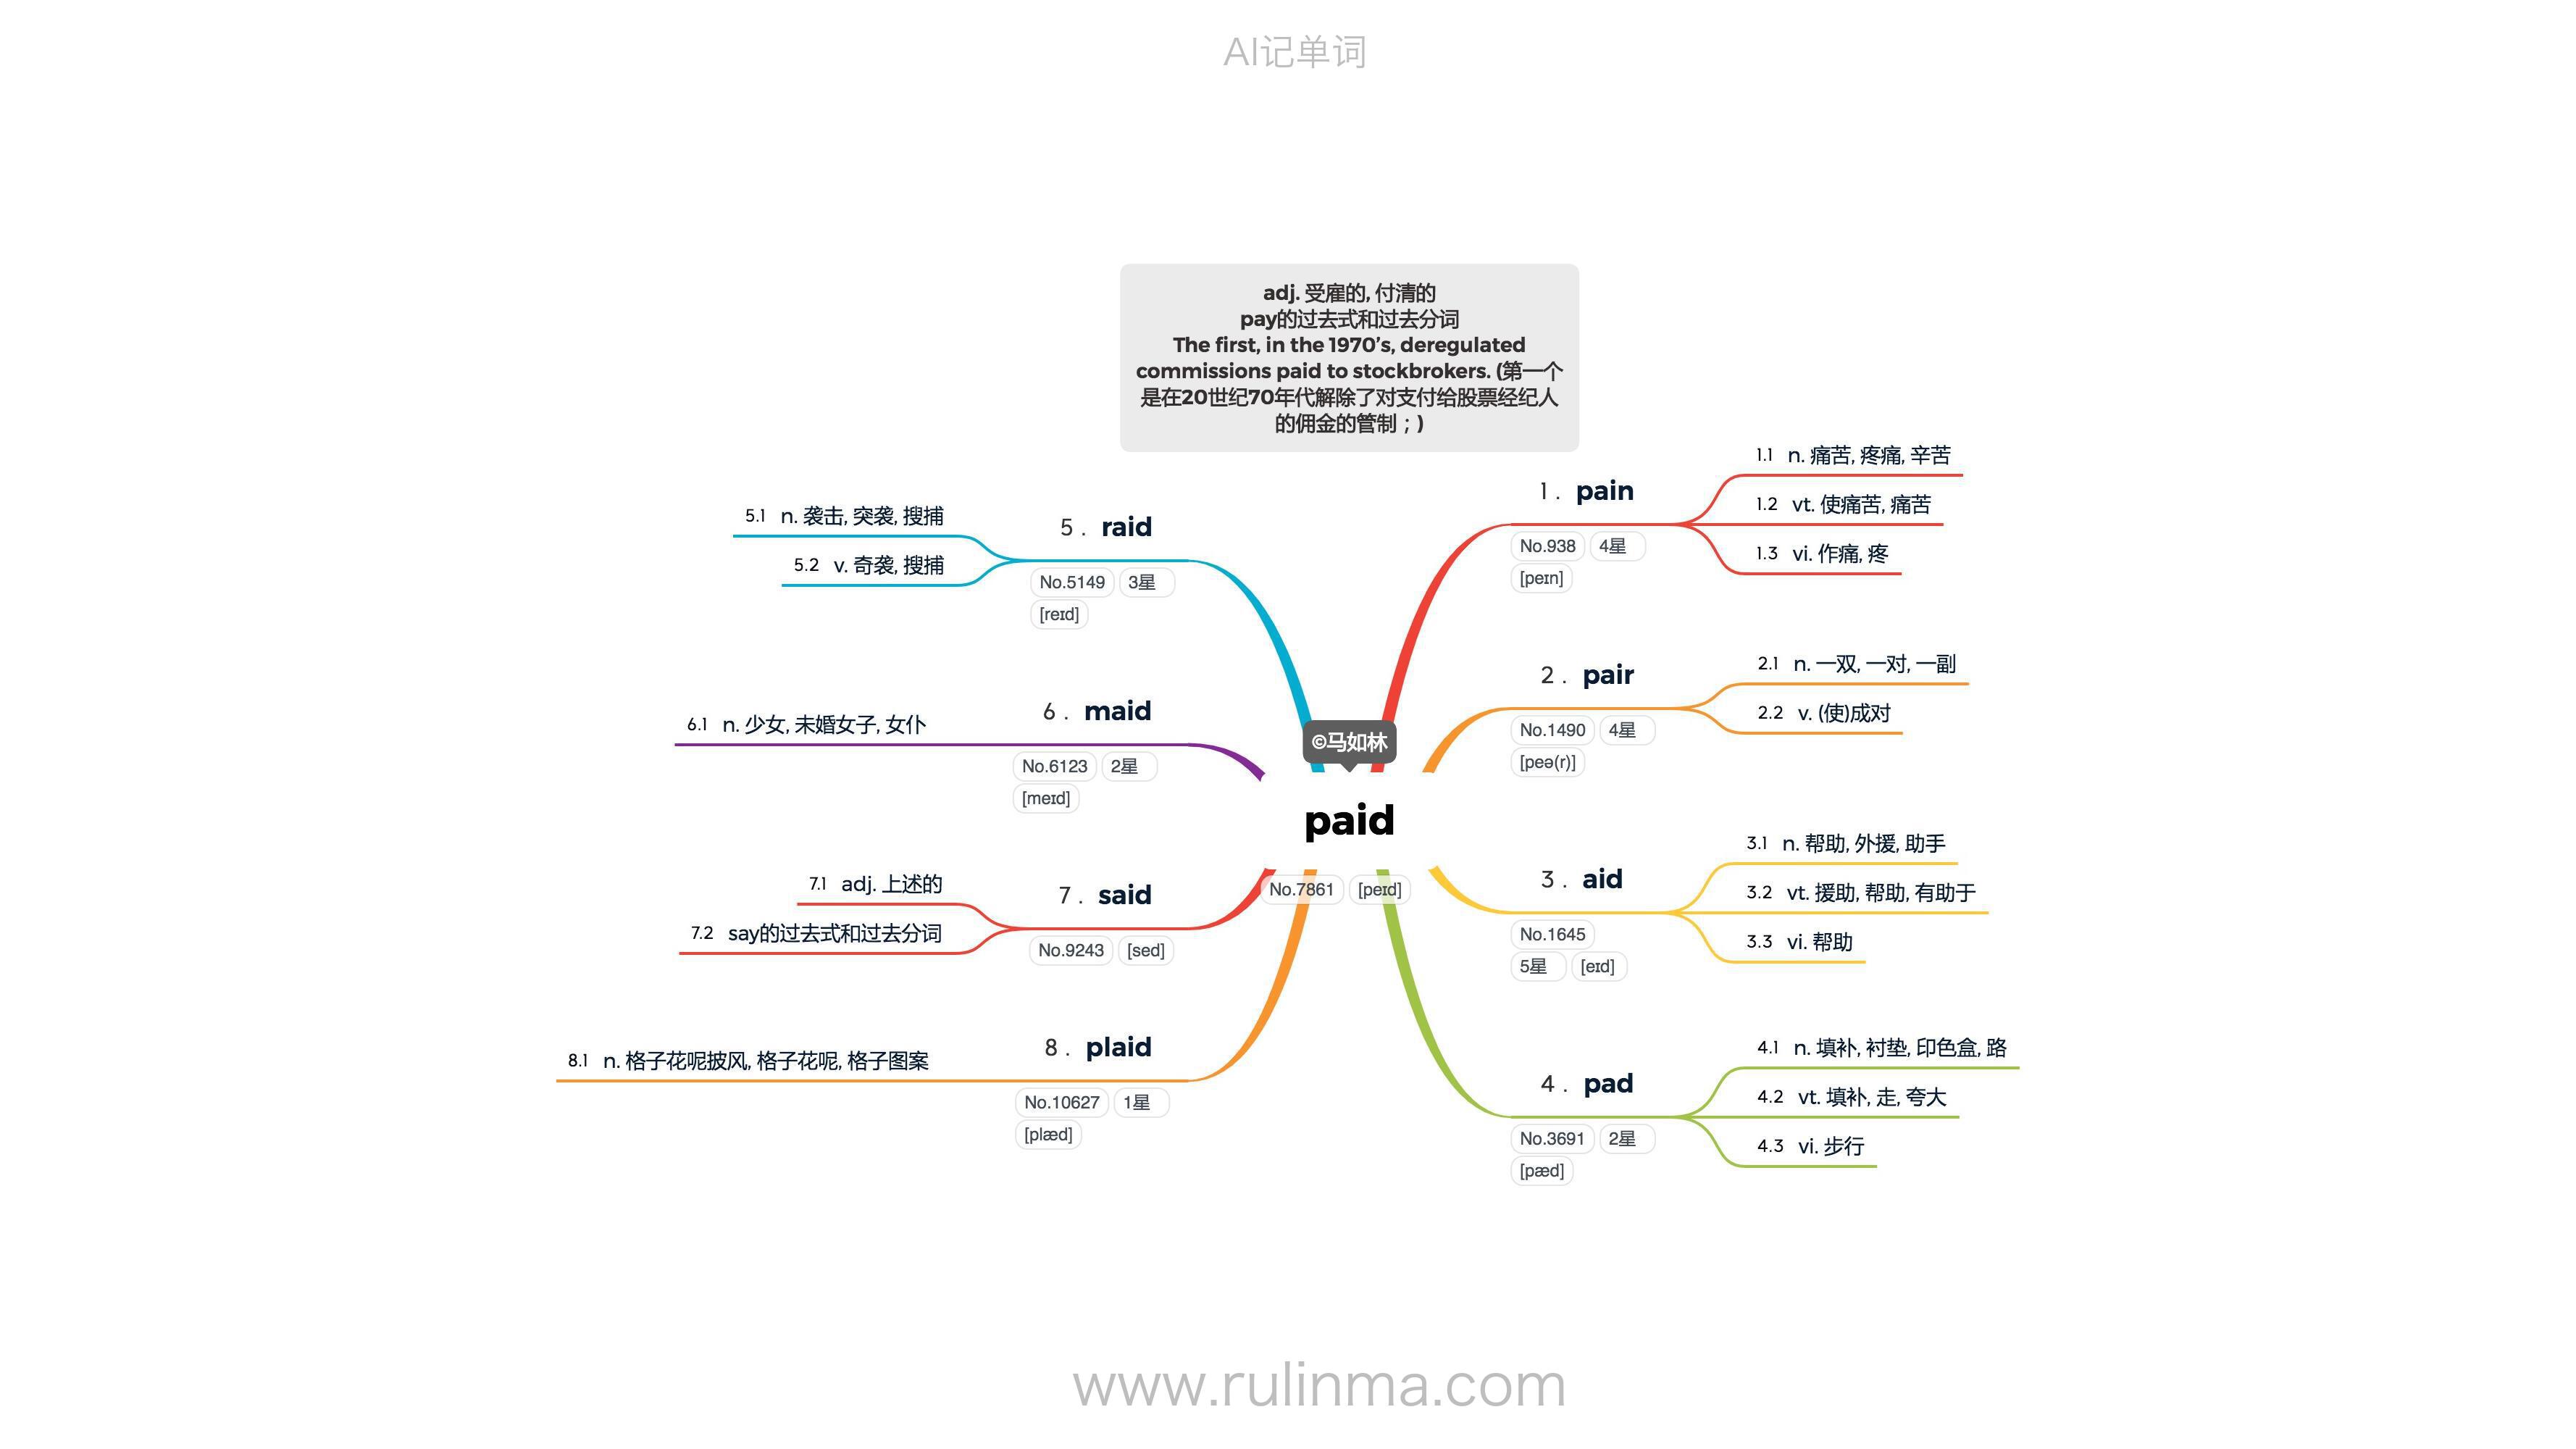 AI记单词
adj. 受雇的, 付清的
pay的过去式和过去分词
The first, in the 1970’s, deregulated
commissions paid to stockbrokers. (第一个
是在20世纪70年代解除了对支付给股票经纪人
的佣金的管制；)
©马如林
paid
No.7861 [peɪd]
1. pain
No.938 4星
[peɪn]
1.1 n. 痛苦, 疼痛, 辛苦
1.2 vt. 使痛苦, 痛苦
1.3 vi. 作痛, 疼
2. pair
No.1490 4星
[peə(r)]
2.1 n. 一双, 一对, 一副
2.2 v. (使)成对
3. aid
No.1645
5星 [eɪd]
3.1 n. 帮助, 外援, 助手
3.2 vt. 援助, 帮助, 有助于
3.3 vi. 帮助
4. pad
No.3691 2星
[pæd]
4.1 n. 填补, 衬垫, 印色盒, 路
4.2 vt. 填补, 走, 夸大
4.3 vi. 步行
5. raid
No.5149 3星
[reɪd]
5.1 n. 袭击, 突袭, 搜捕
5.2 v. 奇袭, 搜捕
6. maid
No.6123 2星
[meɪd]
6.1 n. 少女, 未婚女子, 女仆
7. said
No.9243 [sed]
7.1 adj. 上述的
7.2 say的过去式和过去分词
8. plaid
No.10627 1星
[plæd]
8.1 n. 格子花呢披风, 格子花呢, 格子图案
www.rulinma.com